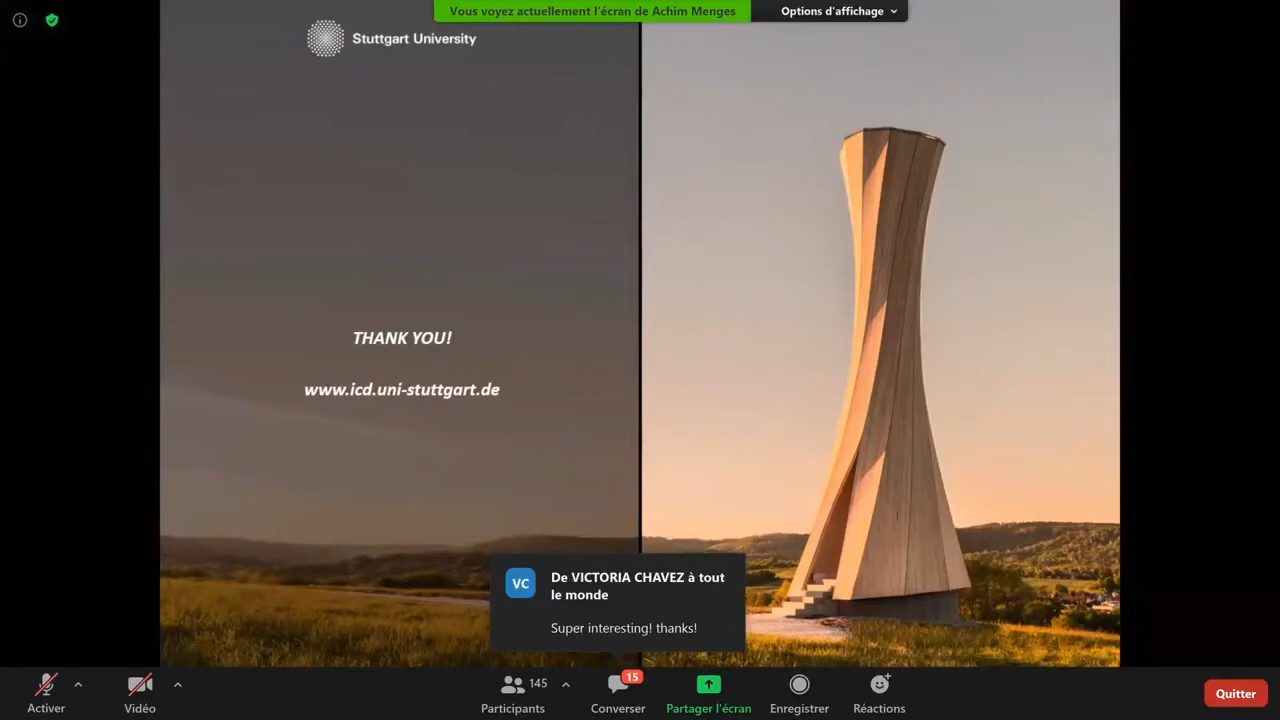 Vous voyez actuellement l'écran de Achim Menges
Options d'affichage
Stuttgart University
THANK YOU!
www.icd.uni-stuttgart.de
VC
De VICTORIA CHAVEZ à tout
le monde
Super interesting! thanks!
Activer
Vidéo
145
Participants
15
Converser
Partager l'écran
Enregistrer
Réactions
Quitter